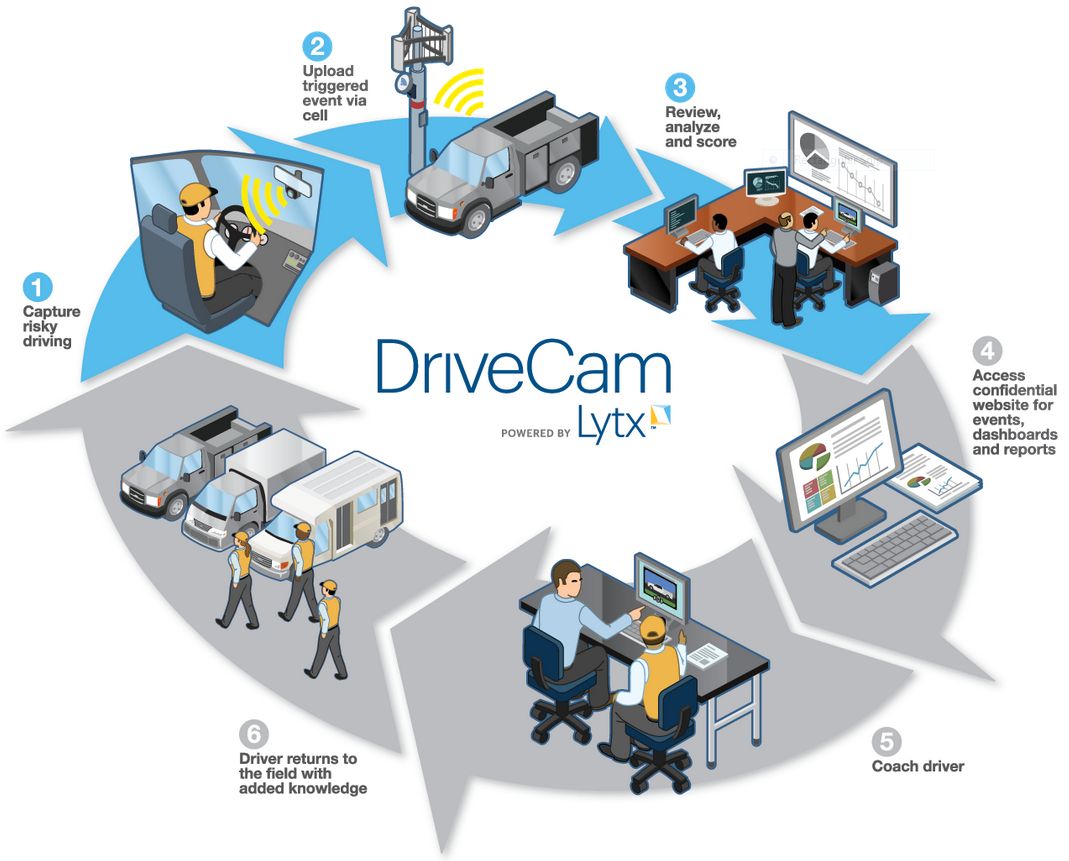 1
Capture
risky
driving
2
Upload
triggered
event via
cell
3
Review,
analyze
and score
4
Access
confidential
website for
events,
dashboards
and reports
5
Coach driver
6
Driver returns to
the field with
added knowledge
DriveCam
POWERED BY Lytx™